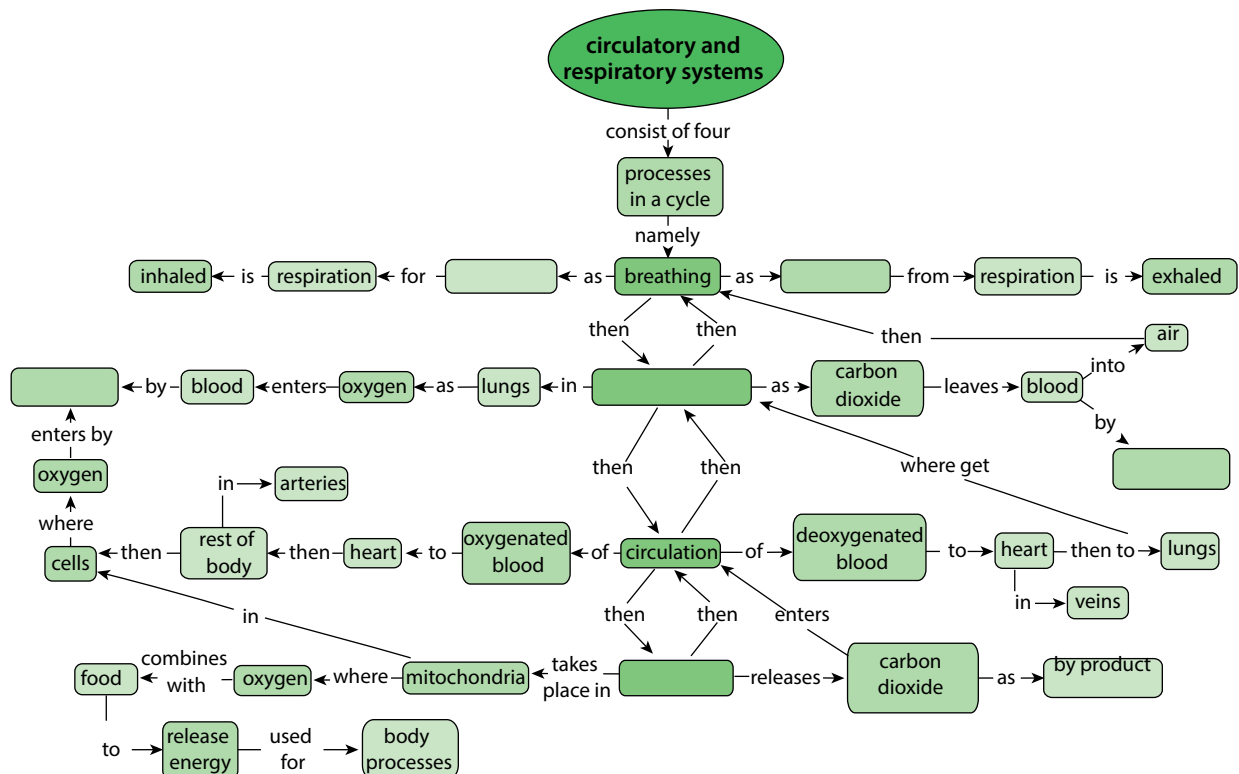 circulatory and
respiratory systems
consist of four
processes
in a cycle
namely
inhaled is respiration for as breathing as from respiration is exhaled
then then then air
by blood enters oxygen as lungs in as carbon
dioxide leaves blood into
by
enters by
oxygen
where
in arteries
then then where get
cells then rest of
body then heart to oxygenated
blood of circulation of deoxygenated
blood to heart then to lungs
in veins
in then then enters
food combines
with oxygen where mitochondria takes
place in releases carbon
dioxide as by product
to release
energy used
for body
processes